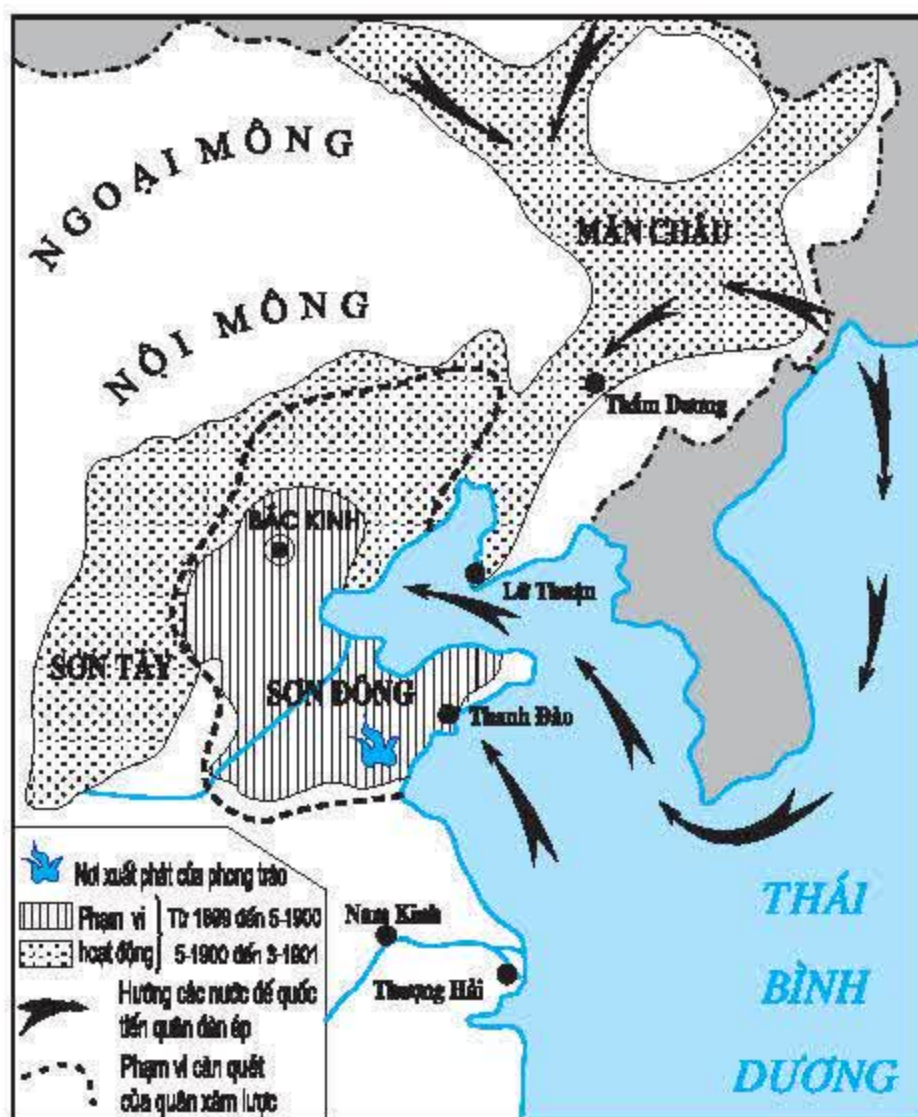 NGOẠI MÔNG
NỘI MÔNG
MÃN CHÂU
Thẩm Dương
BẮC KINH
Lữ Thuận
SƠN TÂY
SƠN ĐÔNG
Thanh Đảo
Nơi xuất phát của phong trào
Phạm vi
hoạt động
Từ 1899 đến 5-1900
5-1900 đến 3-1901
Hướng các nước đế quốc
tiến quân đàn áp
Phạm vi càn quét
của quân xâm lược
Nam Kinh
Thượng Hải
THÁI
BÌNH
DƯƠNG